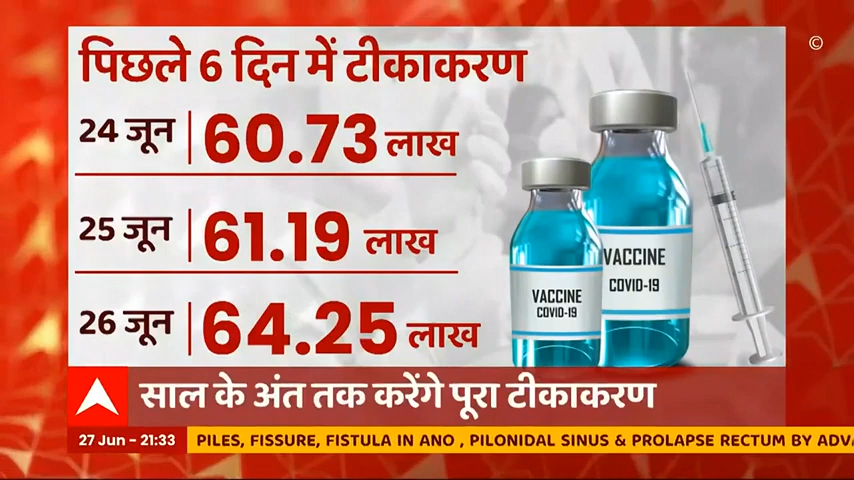 ©
पिछले 6 दिन में टीकाकरण
24 जून 60.73 लाख
25 जून 61.19 लाख
26 जून 64.25 लाख
VACCINE
COVID-19
VACCINE
COVID-19
साल के अंत तक करेंगे पूरा टीकाकरण
27 Jun - 21:33 PILES, FISSURE, FISTULA IN ANO , PILONIDAL SINUS & PROLAPSE RECTUM BY ADVA